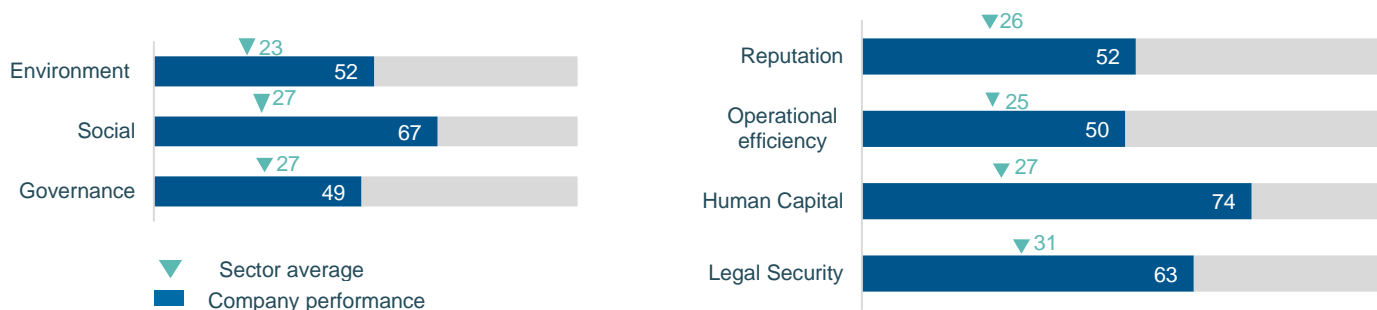 23
Environment
52
27
Social
67
27
Governance
49
Sector average
Company performance
26
Reputation
52
25
Operational
efficiency
50
27
Human Capital
74
31
Legal Security
63